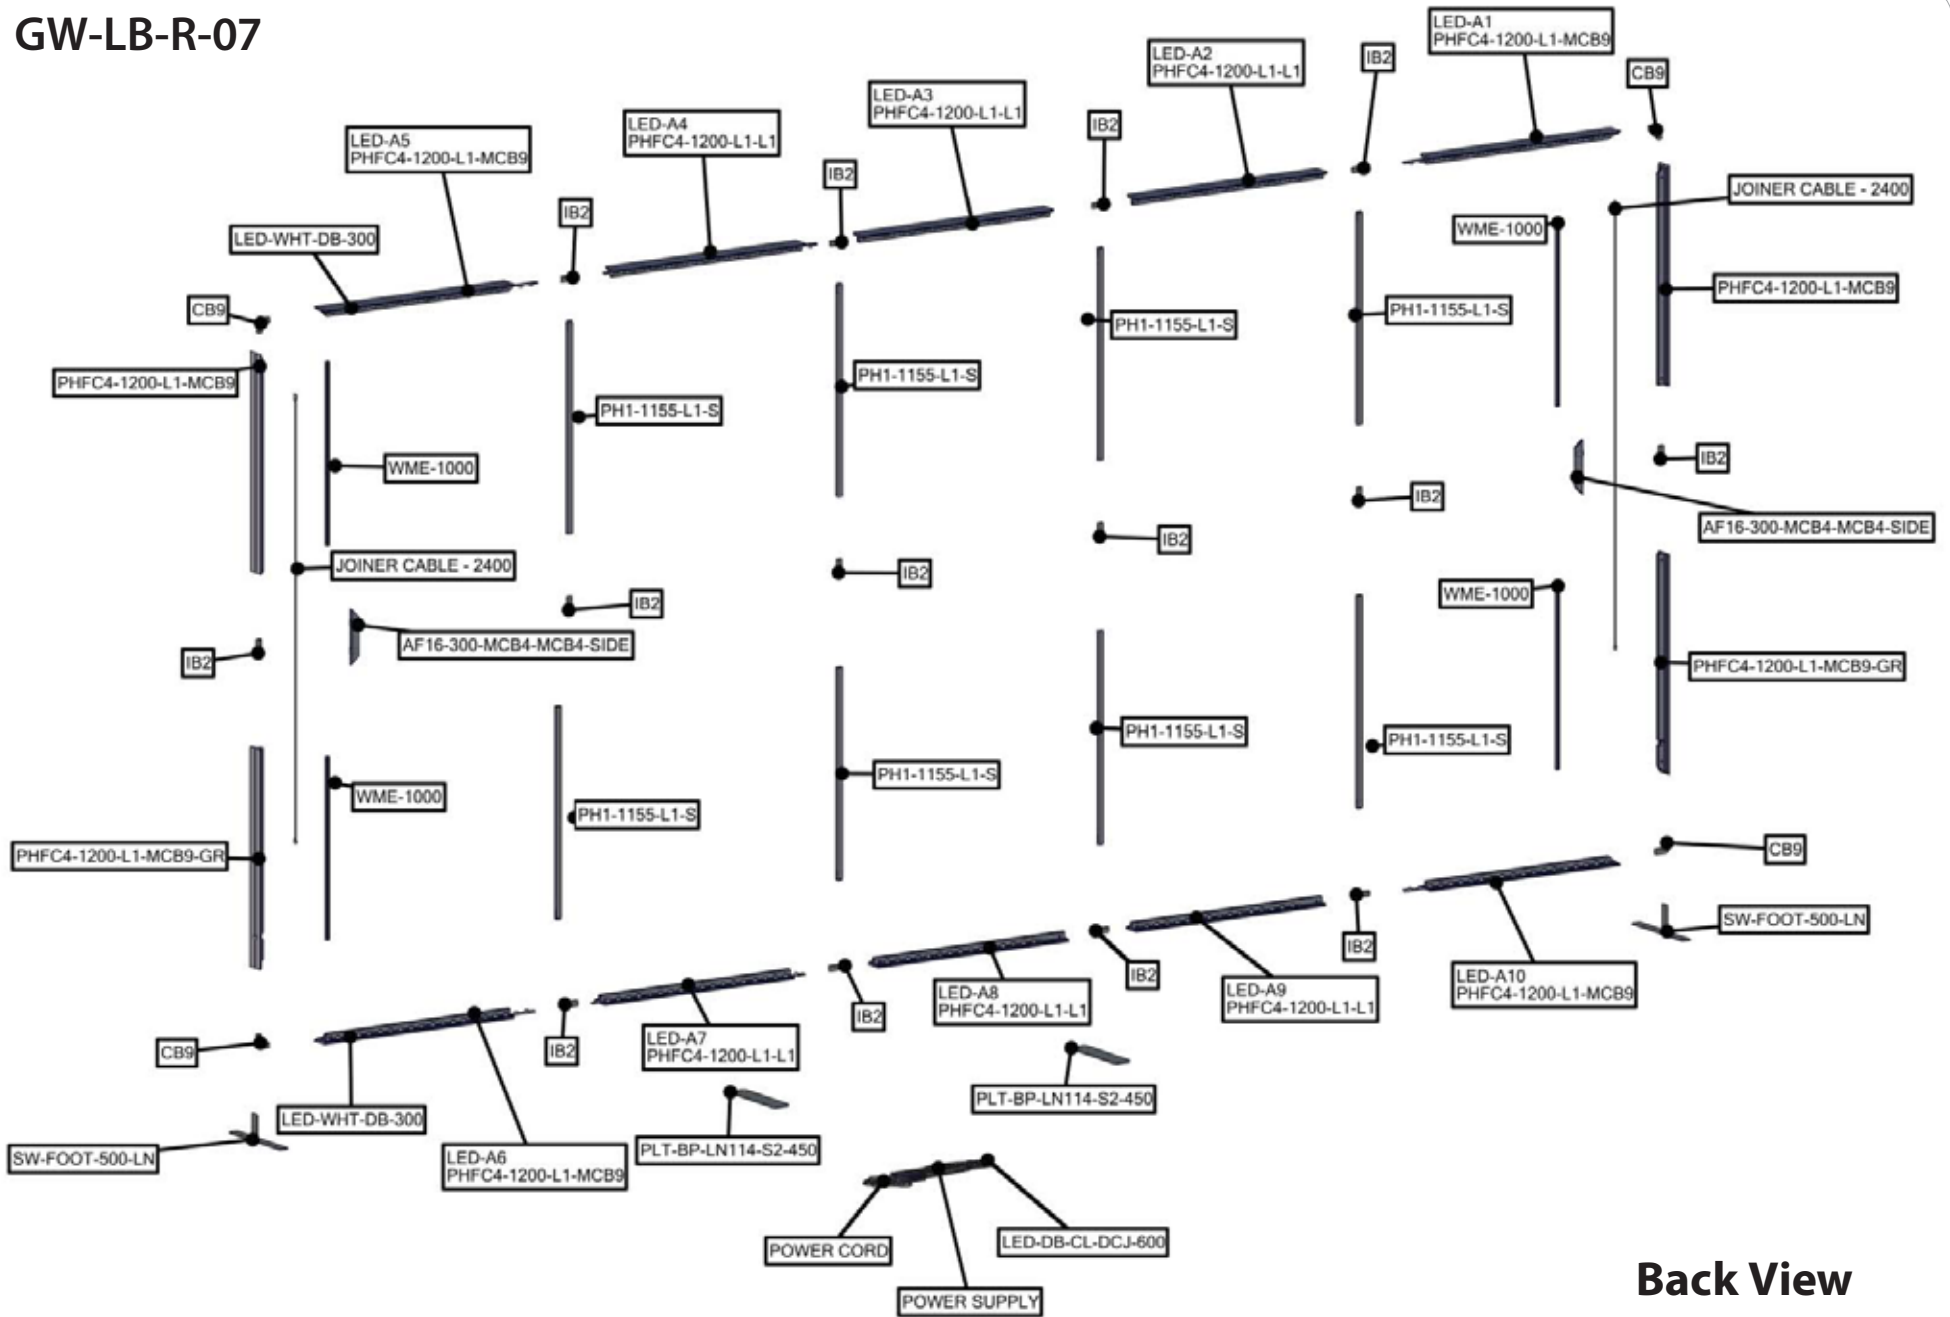 GW-LB-R-07
LED-A1
PHFC4-1200-L1-MCB9
LED-A2
PHFC4-1200-L1-L1
IB2
CB9
LED-A3
PHFC4-1200-L1-L1
IB2
LED-A4
PHFC4-1200-L1-L1
LED-A5
PHFC4-1200-L1-MCB9
IB2
IB2
LED-WHT-DB-300
JOINER CABLE - 2400
WME-1000
PHFC4-1200-L1-MCB9
CB9
PH1-1155-L1-S
PH1-1155-L1-S
PHFC4-1200-L1-MCB9
PH1-1155-L1-S
PH1-1155-L1-S
WME-1000
IB2
IB2
AF16-300-MCB4-MCB4-SIDE
IB2
JOINER CABLE - 2400
IB2
WME-1000
IB2
AF16-300-MCB4-MCB4-SIDE
IB2
PHFC4-1200-L1-MCB9-GR
PH1-1155-L1-S
PH1-1155-L1-S
PH1-1155-L1-S
WME-1000
PH1-1155-L1-S
PHFC4-1200-L1-MCB9-GR
CB9
SW-FOOT-500-LN
IB2
IB2
LED-A10
PHFC4-1200-L1-MCB9
LED-A9
PHFC4-1200-L1-L1
LED-A8
PHFC4-1200-L1-L1
IB2
LED-A7
PHFC4-1200-L1-L1
IB2
CB9
PLT-BP-LN114-S2-450
LED-WHT-DB-300
PLT-BP-LN114-S2-450
SW-FOOT-500-LN
LED-A6
PHFC4-1200-L1-MCB9
POWER CORD
LED-DB-CL-DCJ-600
POWER SUPPLY
Back View